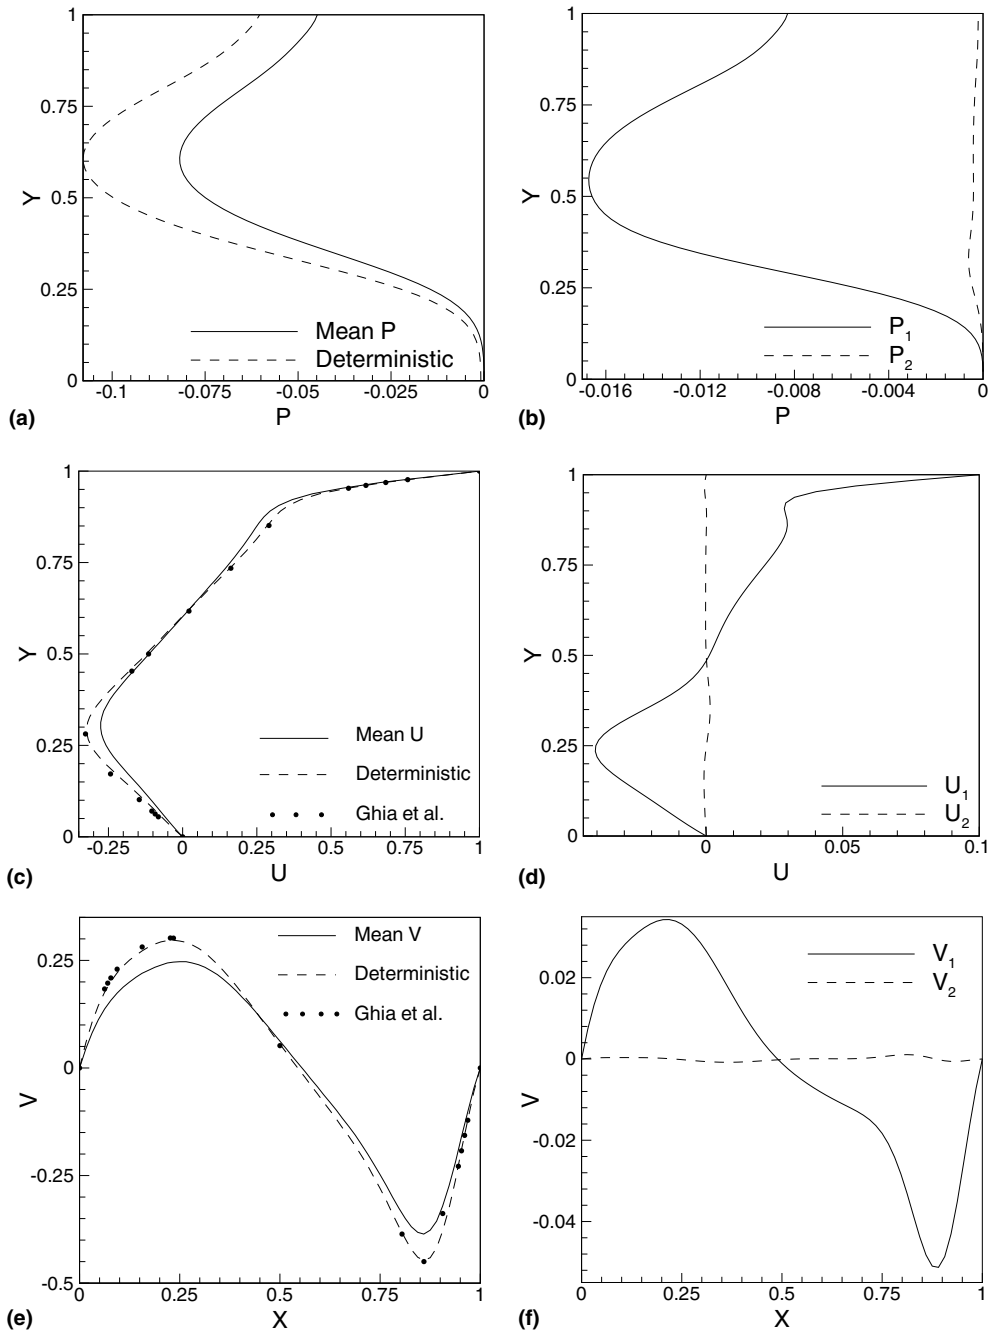 1
0.75
0.5
0.25
0
Y
-0.1
-0.075
-0.05
-0.025
0
P
Mean P
Deterministic
(a)
1
0.75
0.5
0.25
0
Y
-0.016
-0.012
-0.008
-0.004
0
P
P1
P2
(b)
1
0.75
0.5
0.25
0
Y
-0.25
0
0.25
0.5
0.75
1
U
Mean U
Deterministic
Ghia et al.
(c)
1
0.75
0.5
0.25
0
Y
0
0.05
0.1
U
U1
U2
(d)
0.25
0
-0.25
-0.5
V
0
0.25
0.5
0.75
1
X
Mean V
Deterministic
Ghia et al.
(e)
0.02
0
-0.02
-0.04
V
0
0.25
0.5
0.75
1
X
V1
V2
(f)